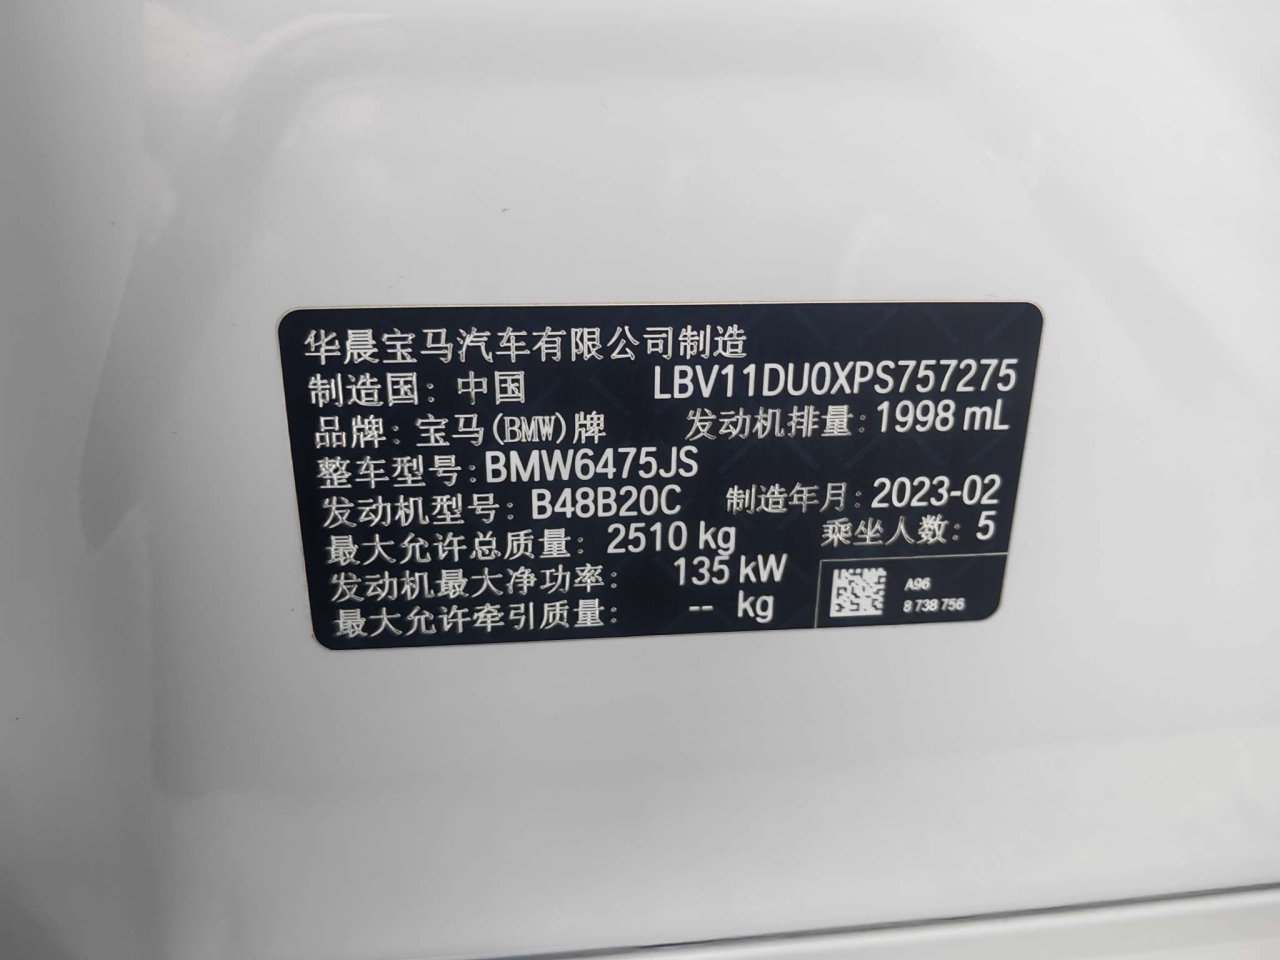 华晨宝马汽车有限公司制造
制造国：中国 LBV11DU0XPS757275
品牌：宝马(BMW)牌 发动机排量：1998 mL
整车型号：BMW6475JS
发动机型号：B48B20C 制造年月：2023-02
最大允许总质量：2510 kg 乘坐人数：5
发动机最大净功率：135 kW
最大允许牵引质量：-- kg
A96
8 738 756